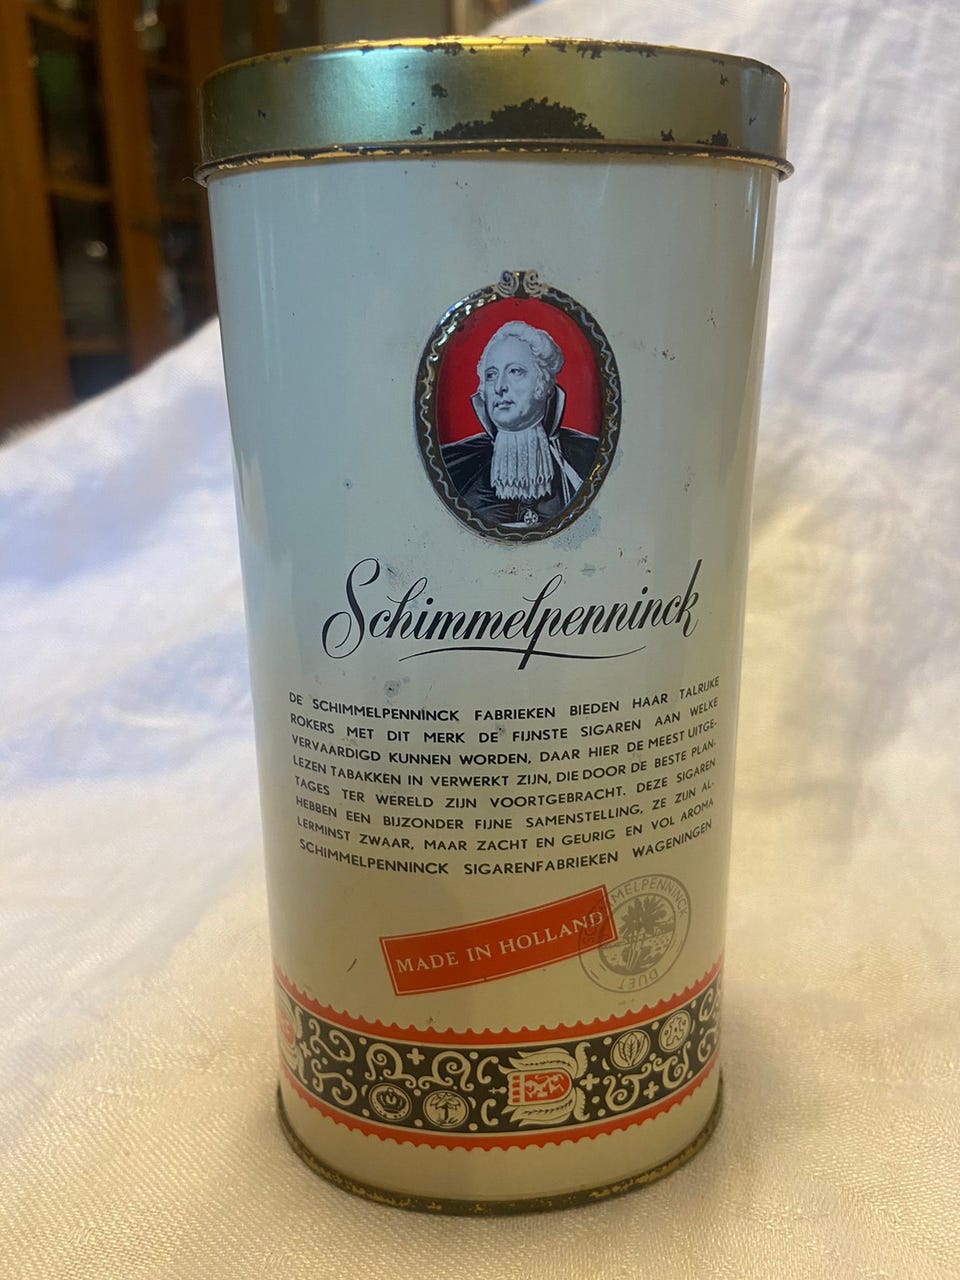 Schimmelpenninck
DE SCHIMMELPENNINCK FABRIEKEN BIEDEN HAAR TALRIJKE
ROKERS MET DIT MERK DE FIJNSTE SIGAREN AAN WELKE
VERVAARDIGD KUNNEN WORDEN, DAAR HIER DE MEEST UITGE-
LEZEN TABAKKEN IN VERWERKT ZIJN, DIE DOOR DE BESTE PLAN-
TAGES TER WERELD ZIJN VOORTGEBRACHT. DEZE SIGAREN
HEBBEN EEN BIJZONDER FIJNE SAMENSTELLING, ZE ZIJN AL-
LERMINST ZWAAR, MAAR ZACHT EN GEURIG EN VOL AROMA
SCHIMMELPENNINCK SIGARENFABRIEKEN WAGENINGEN
MADE IN HOLLAND
SCHIMMELPENNINCK
DUET